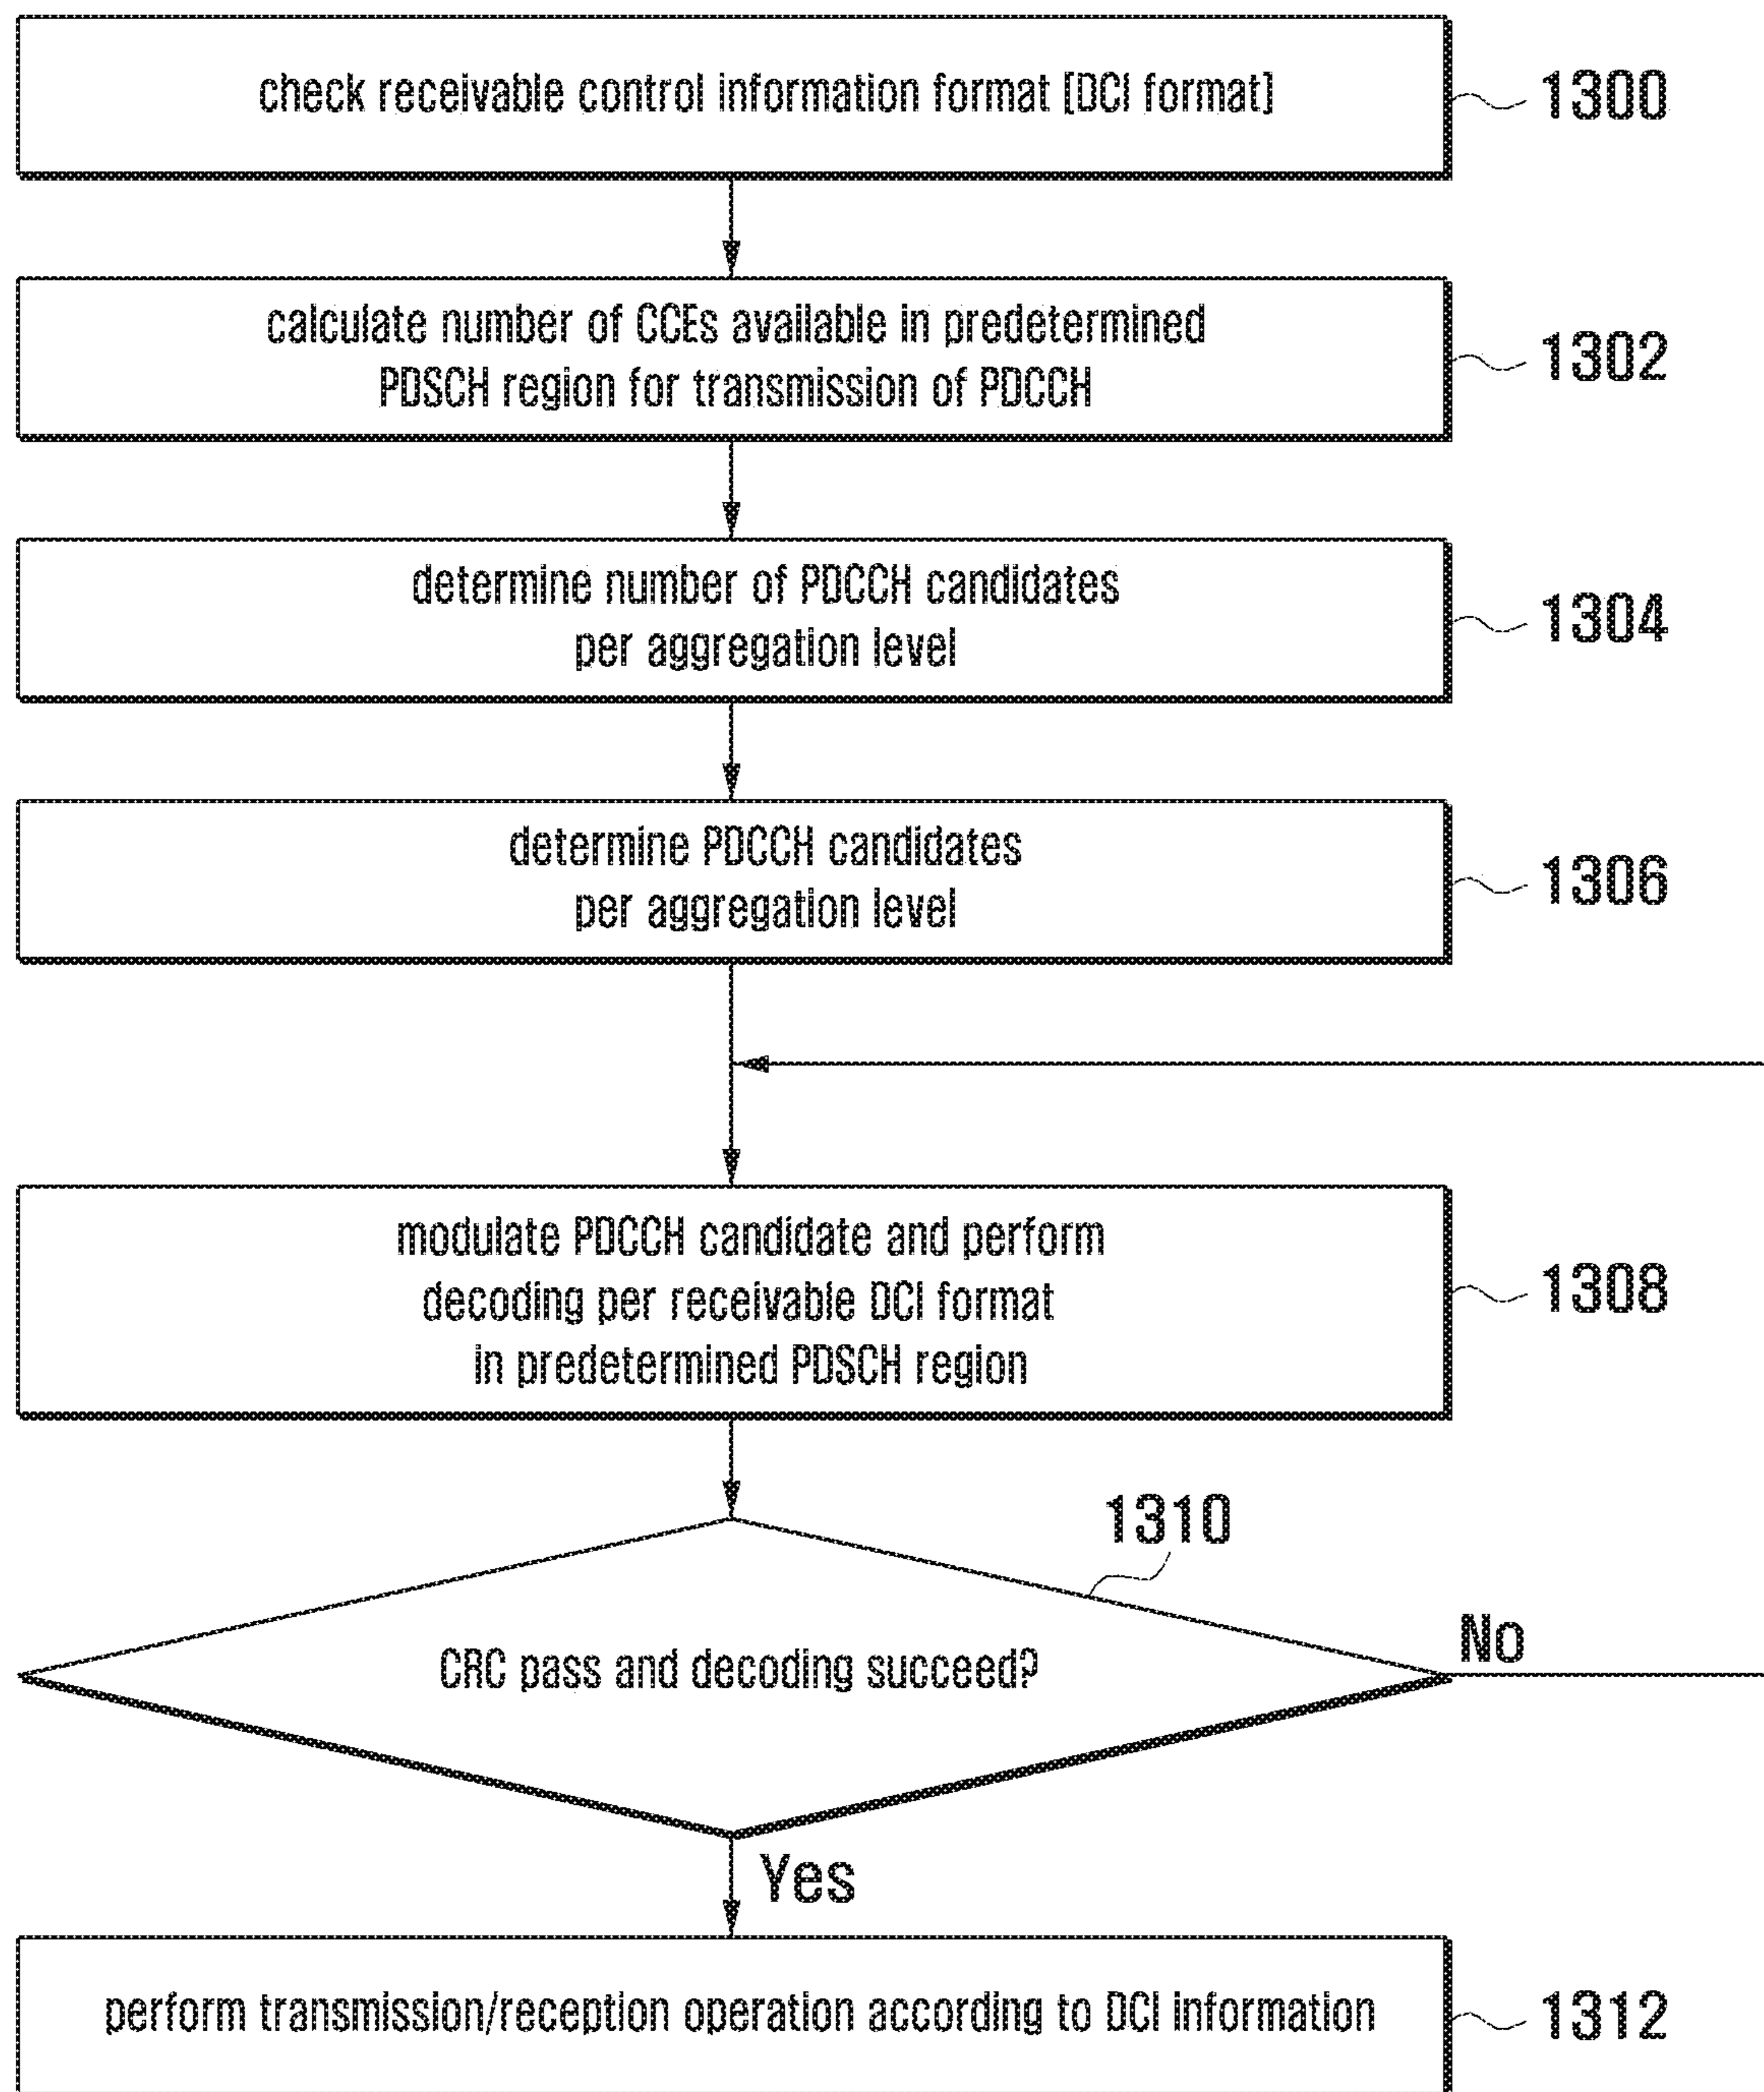 check receivable control information format [DCI format]
1300
calculate number of CCEs available in predetermined
PDSCH region for transmission of PDCCH
1302
determine number of PDCCH candidates
per aggregation level
1304
determine PDCCH candidates
per aggregation level
1306
modulate PDCCH candidate and perform
decoding per receivable DCI format
in predetermined PDSCH region
1308
1310
CRC pass and decoding succeed?
No
Yes
perform transmission/reception operation according to DCI information
1312